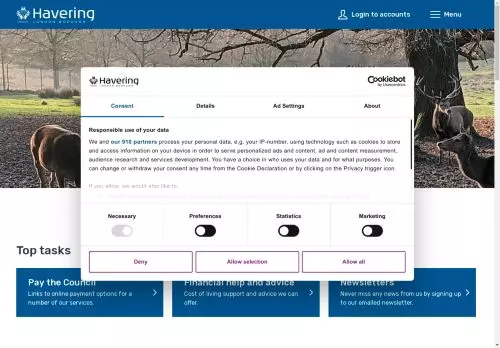 Havering
LONDON BOROUGH
Login to accounts
Menu
Havering
LONDON BOROUGH
Cookiebot
by Usercentrics
Consent
Details
Ad Settings
About
Responsible use of your data
We and our 910 partners process your personal data, e.g. your IP-number, using technology such as cookies to store
and access information on your device in order to serve personalized ads and content, ad and content measurement,
audience research and services development. You have a choice in who uses your data and for what purposes. You
can change or withdraw your consent any time from the Cookie Declaration or by clicking on the Privacy trigger icon.
If you allow, we would also like to:
Necessary
Preferences
Statistics
Marketing
Deny
Allow selection
Allow all
Top tasks
Pay the Council
Links to online payment options for a
number of our services.
Financial help and advice
Cost of living support and advice we can
offer.
Newsletters
Never miss any news from us by signing up
to our emailed newsletter.